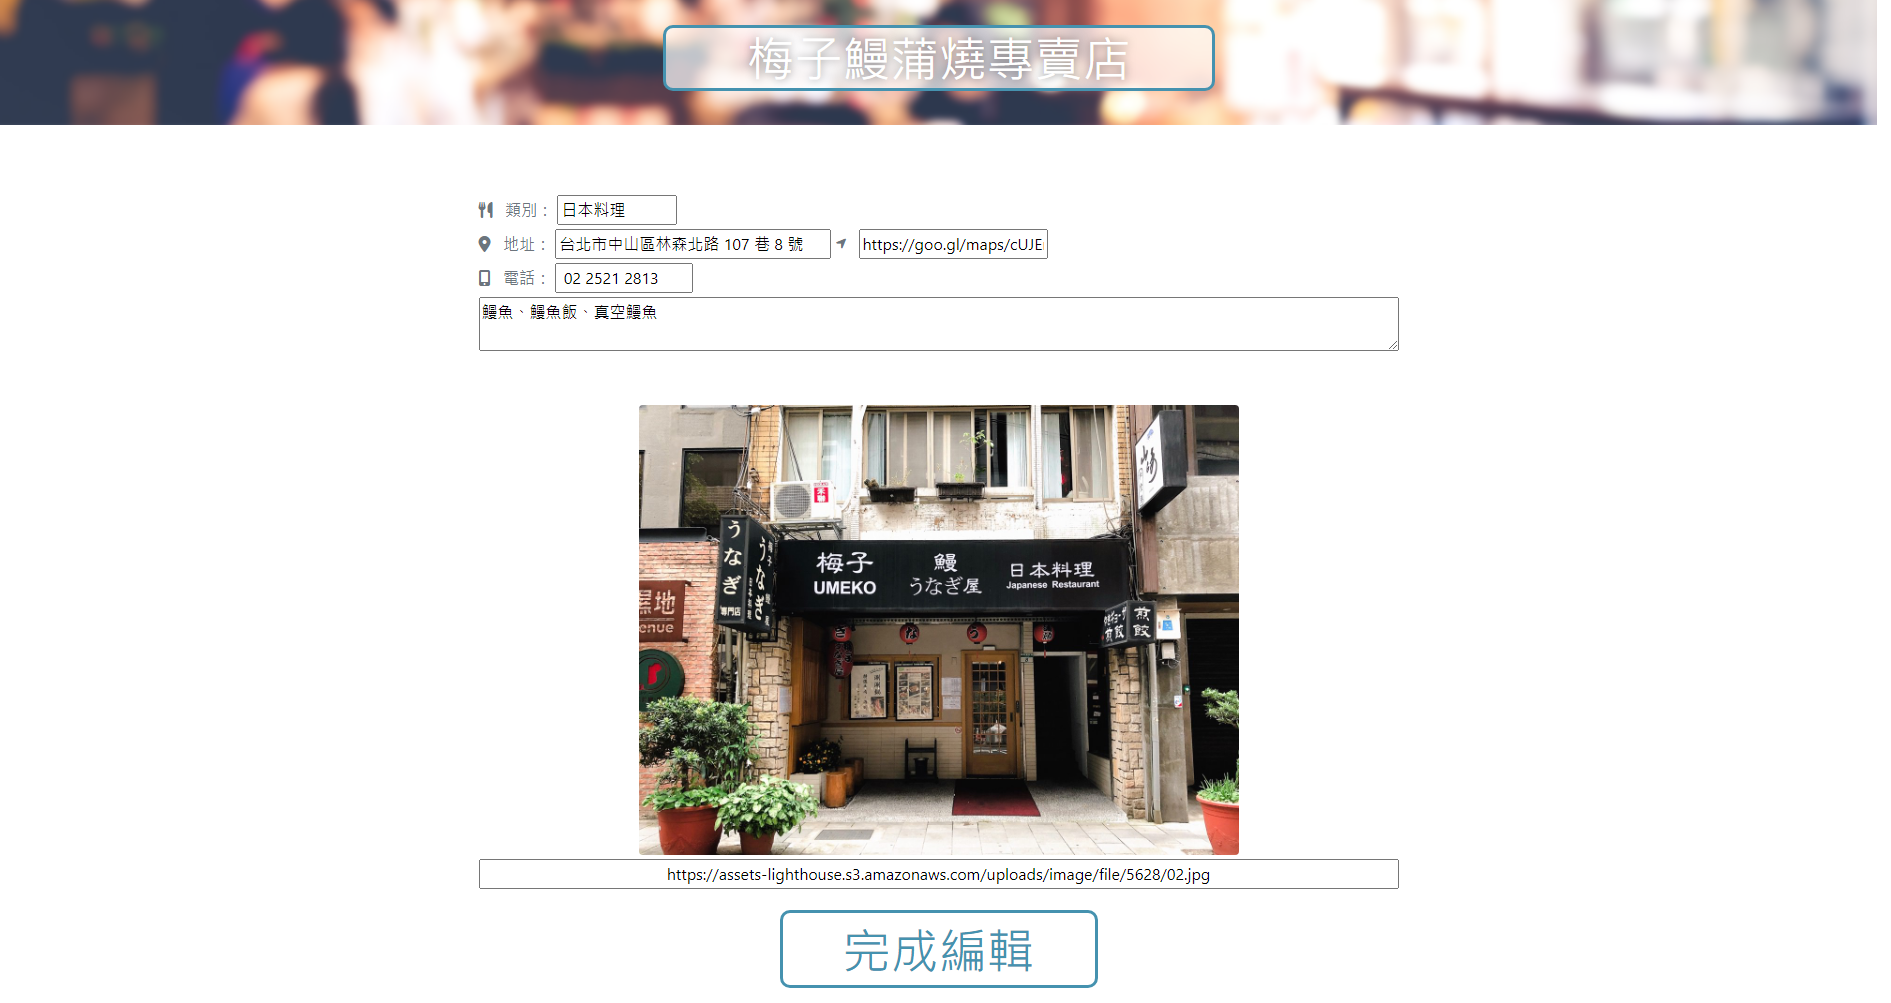 梅子鰻蒲燒專賣店
類別： 日本料理
地址： 台北市中山區林森北路 107 巷 8 號 https://goo.gl/maps/cUJE
電話： 02 2521 2813
鰻魚、鰻魚飯、真空鰻魚
うなぎ
専門店
うなぎ
梅子 UMEKO
鰻 うなぎ屋
日本料理 Japanese Restaurant
煎餃
煎餃
濕地
enue
https://assets-lighthouse.s3.amazonaws.com/uploads/image/file/5628/02.jpg
完成編輯